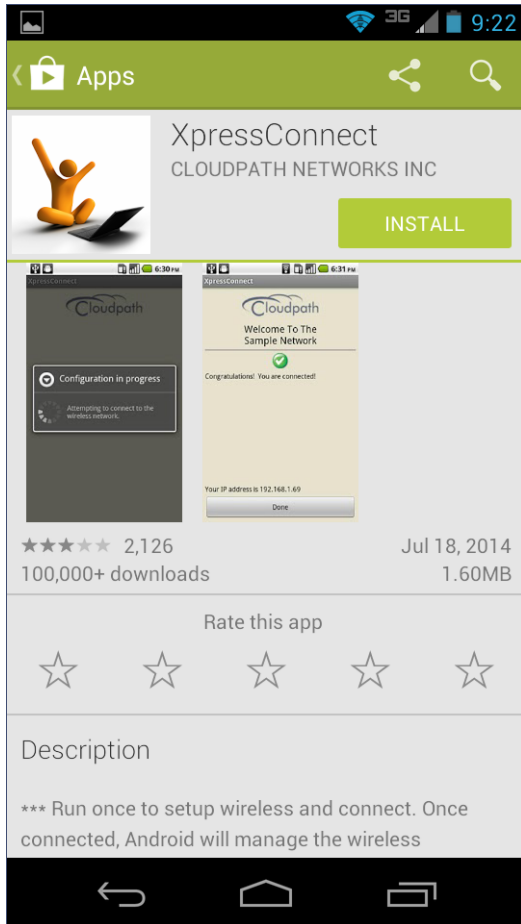 3G 9:22
Apps
XpressConnect
CLOUDPATH NETWORKS INC
INSTALL
6:30 PM
XpressConnect
Cloudpath
Configuration in progress
Attempting to connect to the
wireless network.
6:31 PM
XpressConnect
Cloudpath
Welcome To The
Sample Network
Congratulations! You are connected!
Your IP address is 192.168.1.69
Done
2,126 Jul 18, 2014
100,000+ downloads 1.60MB
Rate this app
Description
*** Run once to setup wireless and connect. Once
connected, Android will manage the wireless